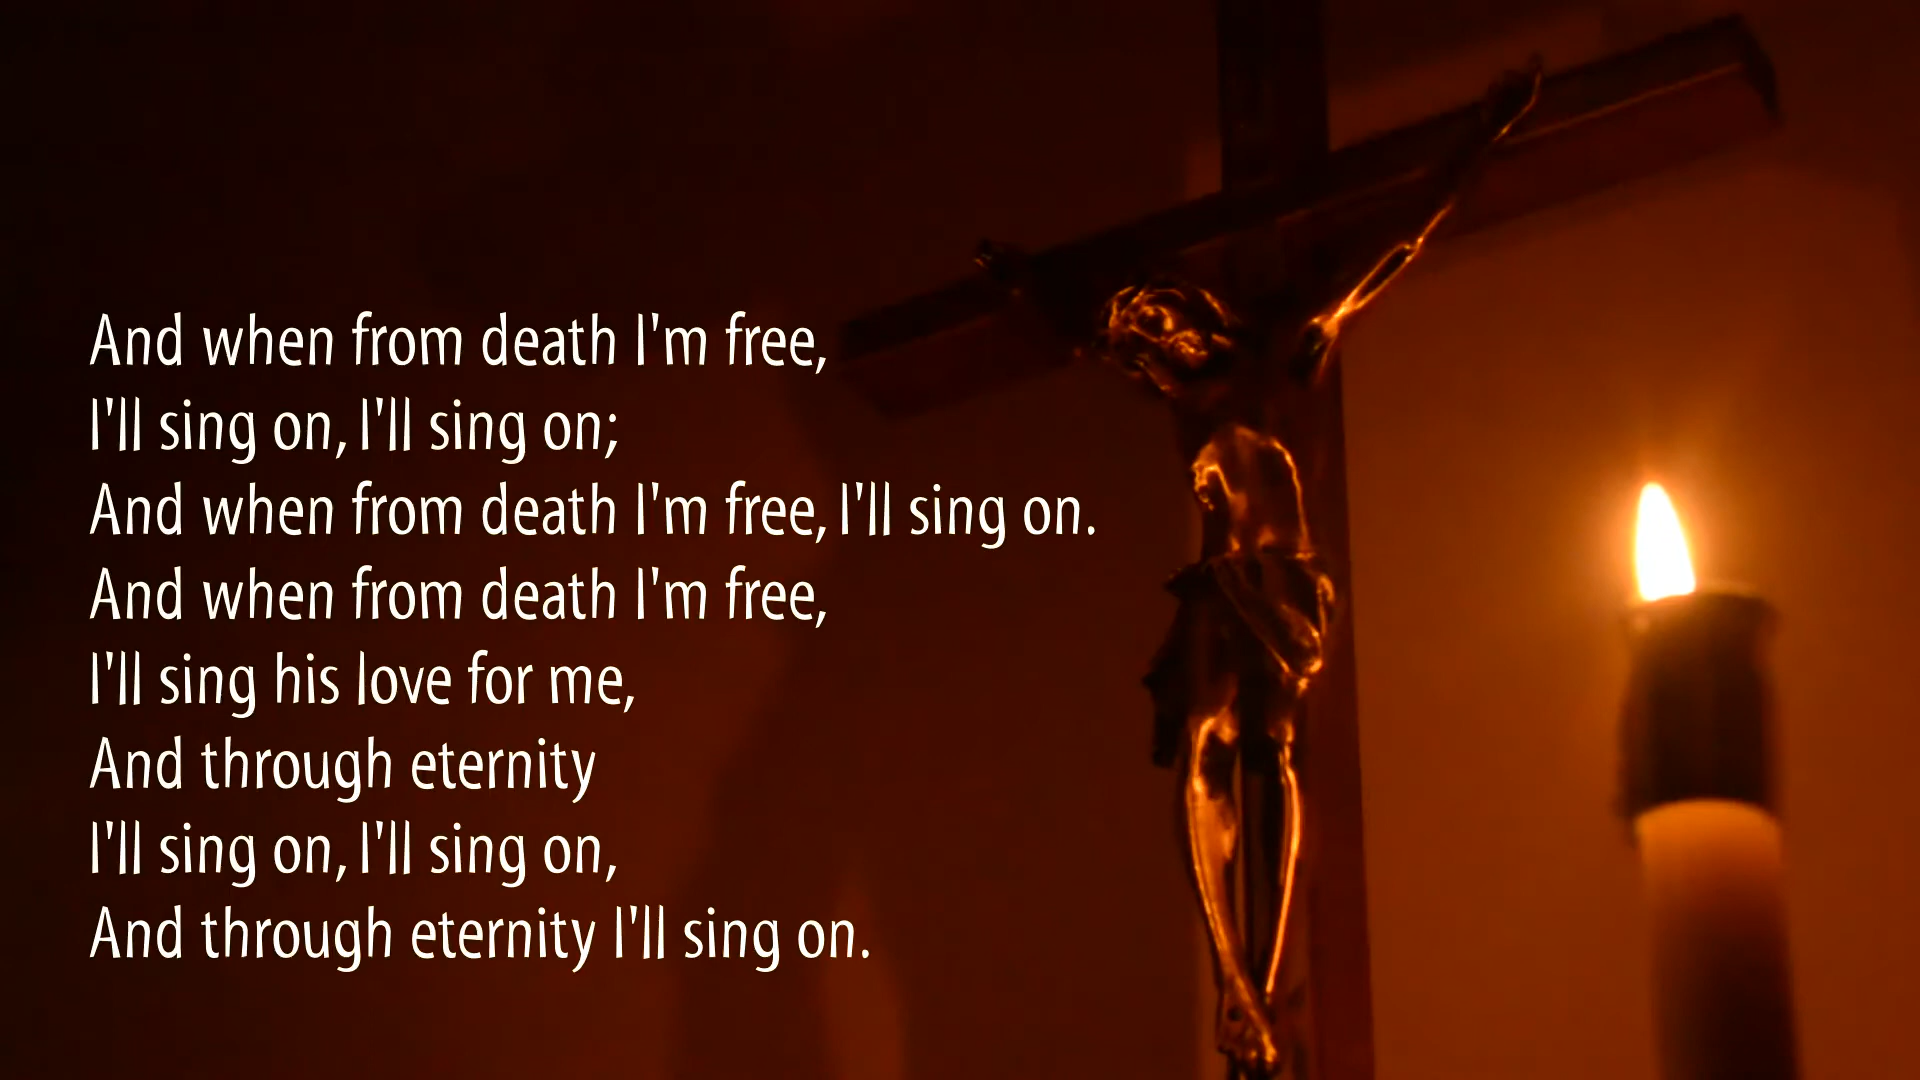 And when from death I'm free,
I'll sing on, I'll sing on;
And when from death I'm free, I'll sing on.
And when from death I'm free,
I'll sing his love for me,
And through eternity
I'll sing on, I'll sing on,
And through eternity I'll sing on.